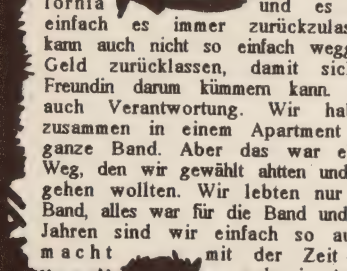 fornia und es
einfach es immer zurückzulas
kann auch nicht so einfach wegg
Geld zurücklassen, damit sic
Freundin darum kümmern kann.
auch Verantwortung. Wir ha
zusammen in einem Apartment
ganze Band. Aber das war e
Weg, den wir gewählt ahtten und
gehen wollten. Wir lebten nur
Band, alles war für die Band und
Jahren sind wir einfach so au
macht mit der Zeit